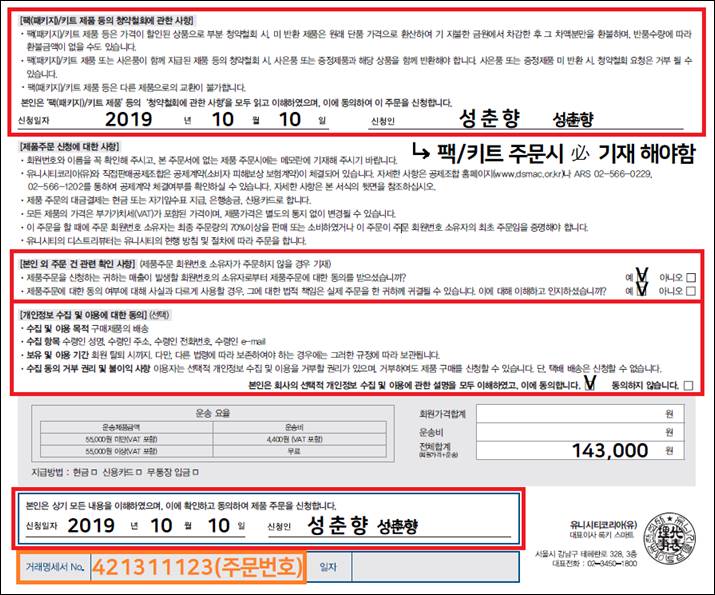 [팩(패키지)/키트 제품 동의 청약철회에 관한 사항]
• 팩(패키지)/키트 제품 등은 가격이 할인된 상품으로 부분 청약철회 시, 미 반환 제품은 원래 단품 가격으로 환산하여 기 지불한 금원에서 차감한 후 그 차액분만을 환불하며, 반품수량에 따라
환불금액이 없을 수도 있습니다.
• 팩(패키지)/키트 제품 또는 사은품이 함께 지급된 제품 등의 청약철회 시, 사은품 또는 증정제품과 해당 상품을 함께 반환해야 합니다. 사은품 또는 증정제품 미 반환 시, 청약철회 요청은 거부 될 수
있습니다.
• 팩(패키지)/키트 제품 등은 다른 제품으로의 교환이 불가합니다.
본인은 '팩(패키지)/키트 제품' 등의 '청약철회에 관한 사항'을 모두 읽고 이해하였으며, 이에 동의하여 이 주문을 신청합니다.
신청일자 2019 년 10 월 10 일 신청인 성춘향 성춘향
[제품주문 신청에 대한 사항]
↳ 팩/키트 주문시 必 기재 해야함
• 회원번호와 이름을 꼭 확인해 주시고, 본 주문서에 없는 제품 주문시에는 메모란에 기재해 주시기 바랍니다.
• 유니시티코리아(유)와 직접판매공제조합은 공제계약(소비자 피해보상 보험계약)이 체결되어 있습니다. 자세한 사항은 공제조합 홈페이지(www.dsmac.or.kr)나 ARS 02-566-0229,
02-566-1202를 통하여 공제계약 체결여부를 확인하실 수 있습니다. 자세한 사항은 본 서식의 뒷면을 참조하십시오.
• 제품 주문의 대금결제는 현금 또는 자기앞수표 지급, 은행송금, 신용카드로 합니다.
• 모든 제품의 가격은 부가가치세(VAT)가 포함된 가격이며, 제품가격은 별도의 통지 없이 변경될 수 있습니다.
• 이 주문을 할 때에 주문 회원번호 소유자는 최종 주문량의 70%이상을 판매 또는 소비하였거나 이 주문이 주문 회원번호 소유자의 최초 주문임을 증명해야 합니다.
• 유니시티의 디스트리뷰터는 유니시티의 현행 방침 및 절차에 따라 주문을 합니다.
[본인 외 주문 건 관련 확인 사항] (제품주문 회원번호 소유자가 주문하지 않을 경우 기재)
• 제품주문을 신청하는 귀하는 매출이 발생할 회원번호의 소유자로부터 제품주문에 대한 동의를 받으셨습니까? 예 ☑ 아니오 □
• 제품주문에 대한 동의 여부에 대해 사실과 다르게 사용할 경우, 그에 대한 법적 책임은 실제 주문을 한 귀하께 귀결될 수 있습니다. 이에 대해 이해하고 인지하셨습니까? 예 ☑ 아니오 □
[개인정보 수집 및 이용에 대한 동의] (선택)
• 수집 및 이용 목적 구매제품의 배송
• 수집 항목 수령인 성명, 수령인 주소, 수령인 전화번호, 수령인 e-mail
• 보유 및 이용 기간 회원 탈퇴 시까지. 다만, 다른 법령에 따라 보존하여야 하는 경우에는 그러한 규정에 따라 보관됩니다.
• 수집 동의 거부 권리 및 불이익 사항 이용자는 선택적 개인정보 수집 및 이용을 거부할 권리가 있으며, 거부하여도 제품 구매를 신청할 수 있습니다. 단, 택배 배송은 신청할 수 없습니다.
본인은 회사의 선택적 개인정보 수집 및 이용에 관한 설명을 모두 이해하였고, 이에 동의합니다. ☑ 동의하지 않습니다. □
운송 요율
운송제품금액 운송비
55,000원 미만(VAT 포함) 4,400원 (VAT 포함)
55,000원 이상(VAT 포함) 무료
회원가격합계 원
운송비 원
전체합계 (회원가격+운송) 143,000 원
지급방법 : 현금 □ 신용카드 □ 무통장 입금 □
본인은 상기 모든 내용을 이해하였으며, 이에 확인하고 동의하여 제품 주문을 신청합니다.
신청일자 2019 년 10 월 10 일 신청인 성춘향 성춘향
유니시티코리아(유)
대표이사 록키 스마트
서울시 강남구 테헤란로 328, 3층
대표전화 : 02-3450-1800
거래명세서 No. 421311123(주문번호) 일자